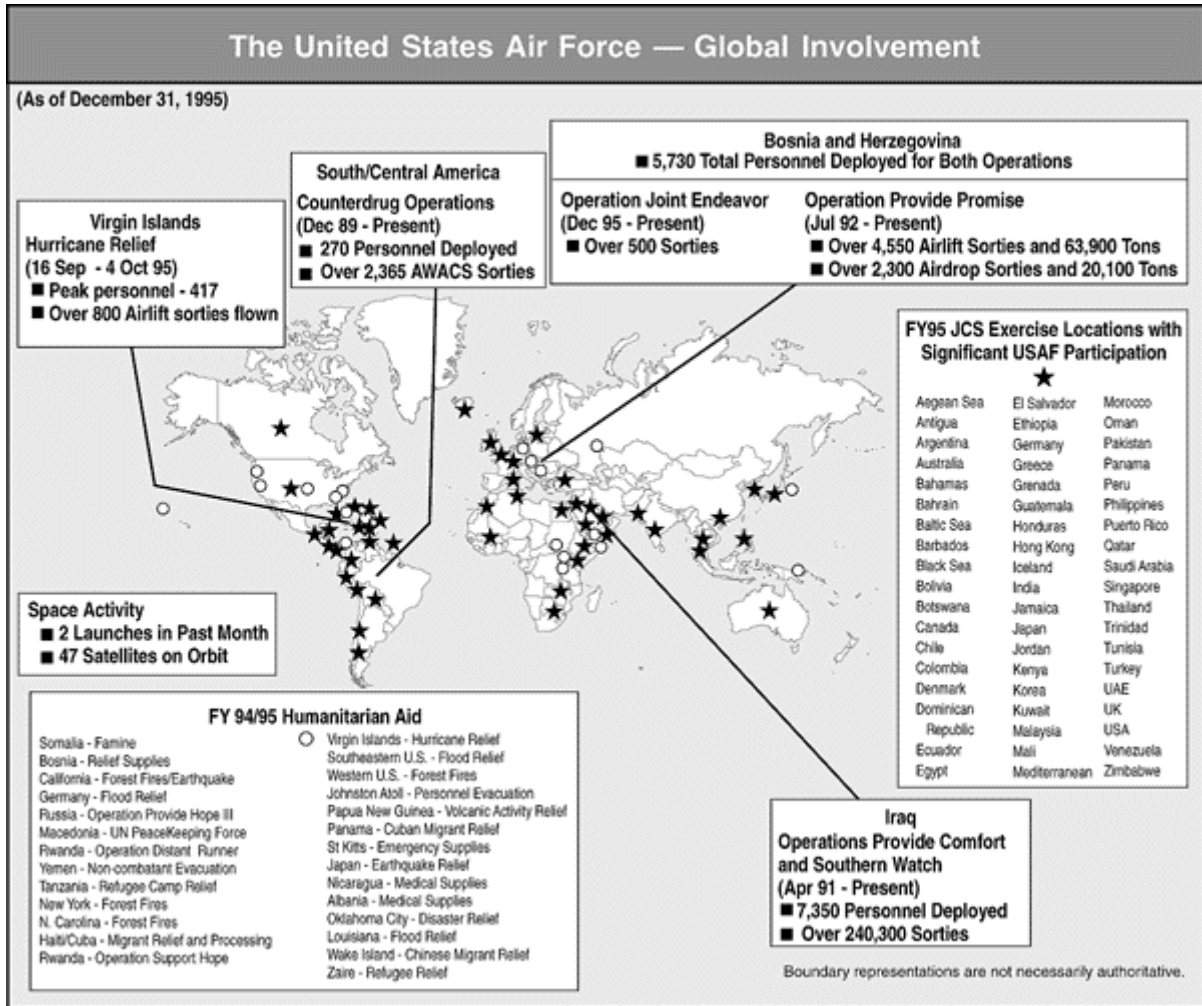 The United States Air Force — Global Involvement
(As of December 31, 1995)
Virgin Islands
Hurricane Relief
(16 Sep - 4 Oct 95)
■ Peak personnel - 417
■ Over 800 Airlift sorties flown
South/Central America
Counterdrug Operations
(Dec 89 - Present)
■ 270 Personnel Deployed
■ Over 2,365 AWACS Sorties
Bosnia and Herzegovina
■ 5,730 Total Personnel Deployed for Both Operations
Operation Joint Endeavor
(Dec 95 - Present)
■ Over 500 Sorties
Operation Provide Promise
(Jul 92 - Present)
■ Over 4,550 Airlift Sorties and 63,900 Tons
■ Over 2,300 Airdrop Sorties and 20,100 Tons
FY95 JCS Exercise Locations with
Significant USAF Participation
Aegean Sea
Antigua
Argentina
Australia
Bahamas
Bahrain
Baltic Sea
Barbados
Black Sea
Bolivia
Botswana
Canada
Chile
Colombia
Denmark
Dominican
Republic
Ecuador
Egypt
El Salvador
Ethiopia
Germany
Greece
Grenada
Guatemala
Honduras
Hong Kong
Iceland
India
Jamaica
Japan
Jordan
Kenya
Korea
Kuwait
Malaysia
Mali
Mediterranean
Morocco
Oman
Pakistan
Panama
Peru
Philippines
Puerto Rico
Qatar
Saudi Arabia
Singapore
Thailand
Trinidad
Tunisia
Turkey
UAE
UK
USA
Venezuela
Zimbabwe
Space Activity
■ 2 Launches in Past Month
■ 47 Satellites on Orbit
FY 94/95 Humanitarian Aid
Somalia - Famine
Bosnia - Relief Supplies
California - Forest Fires/Earthquake
Germany - Flood Relief
Russia - Operation Provide Hope III
Macedonia - UN PeaceKeeping Force
Rwanda - Operation Distant Runner
Yemen - Non-combatant Evacuation
Tanzania - Refugee Camp Relief
New York - Forest Fires
N. Carolina - Forest Fires
Haiti/Cuba - Migrant Relief and Processing
Rwanda - Operation Support Hope
Virgin Islands - Hurricane Relief
Southeastern U.S. - Flood Relief
Western U.S. - Forest Fires
Johnston Atoll - Personnel Evacuation
Papua New Guinea - Volcanic Activity Relief
Panama - Cuban Migrant Relief
St Kitts - Emergency Supplies
Japan - Earthquake Relief
Nicaragua - Medical Supplies
Albania - Medical Supplies
Oklahoma City - Disaster Relief
Louisiana - Flood Relief
Wake Island - Chinese Migrant Relief
Zaire - Refugee Relief
Iraq
Operations Provide Comfort
and Southern Watch
(Apr 91 - Present)
■ 7,350 Personnel Deployed
■ Over 240,300 Sorties
Boundary representations are not necessarily authoritative.